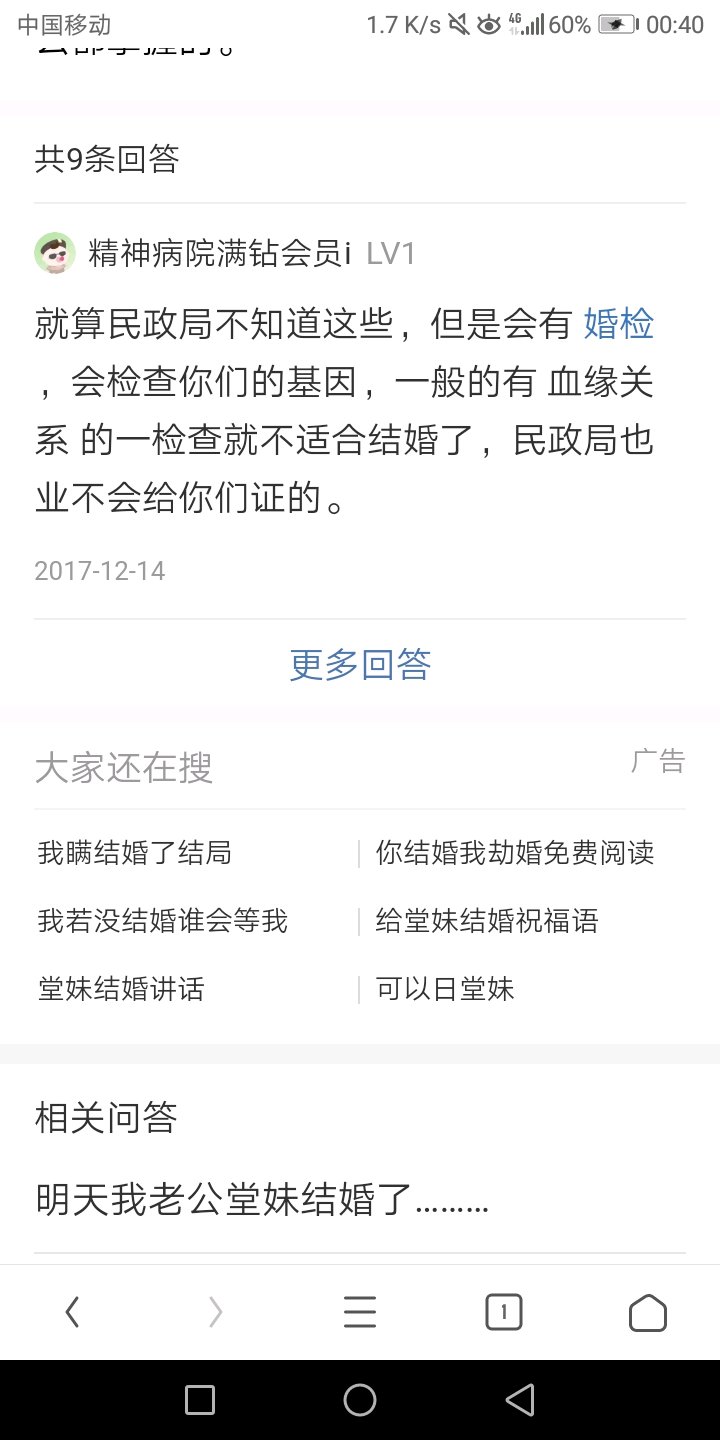 中国移动 1.7 K/s 4G 60% 00:40
共9条回答
精神病院满钻会员i LV1
就算民政局不知道这些，但是会有 婚检
，会检查你们的基因，一般的有 血缘关
系 的一检查就不适合结婚了，民政局也
业不会给你们证的。
2017-12-14
更多回答
大家还在搜 广告
我瞒结婚了结局 你结婚我劫婚免费阅读
我若没结婚谁会等我 给堂妹结婚祝福语
堂妹结婚讲话 可以日堂妹
相关问答
明天我老公堂妹结婚了………
1